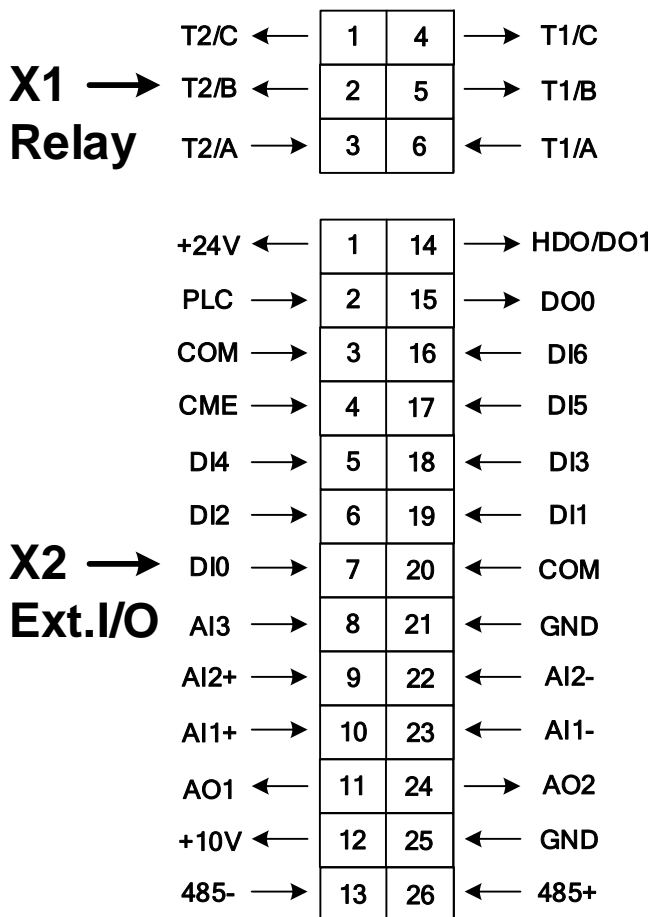 T2/C 1 4 T1/C
X1 T2/B 2 5 T1/B
Relay T2/A 3 6 T1/A
+24V 1 14 HDO/DO1
PLC 2 15 DO0
COM 3 16 DI6
CME 4 17 DI5
DI4 5 18 DI3
DI2 6 19 DI1
X2 DI0 7 20 COM
Ext.I/O AI3 8 21 GND
AI2+ 9 22 AI2-
AI1+ 10 23 AI1-
AO1 11 24 AO2
+10V 12 25 GND
485- 13 26 485+